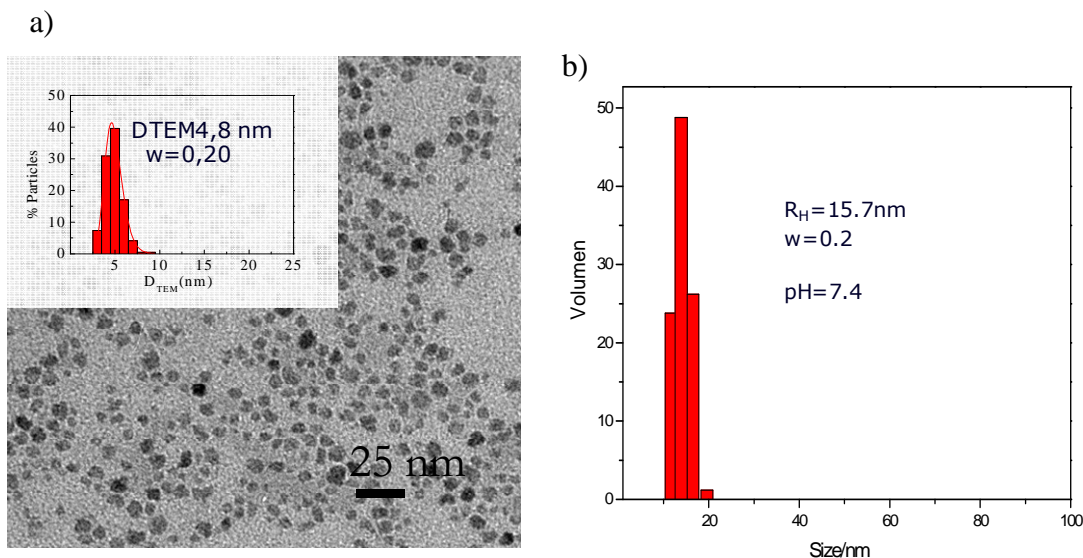 a)
50
40
30
20
10
0
% Particles
DTEM4,8 nm
w=0,20
5
10
15
20
25
D_TEM(nm)
25 nm
b)
50
40
30
20
10
0
Volumen
R_H=15.7nm
w=0.2
pH=7.4
20
40
60
80
100
Size/nm